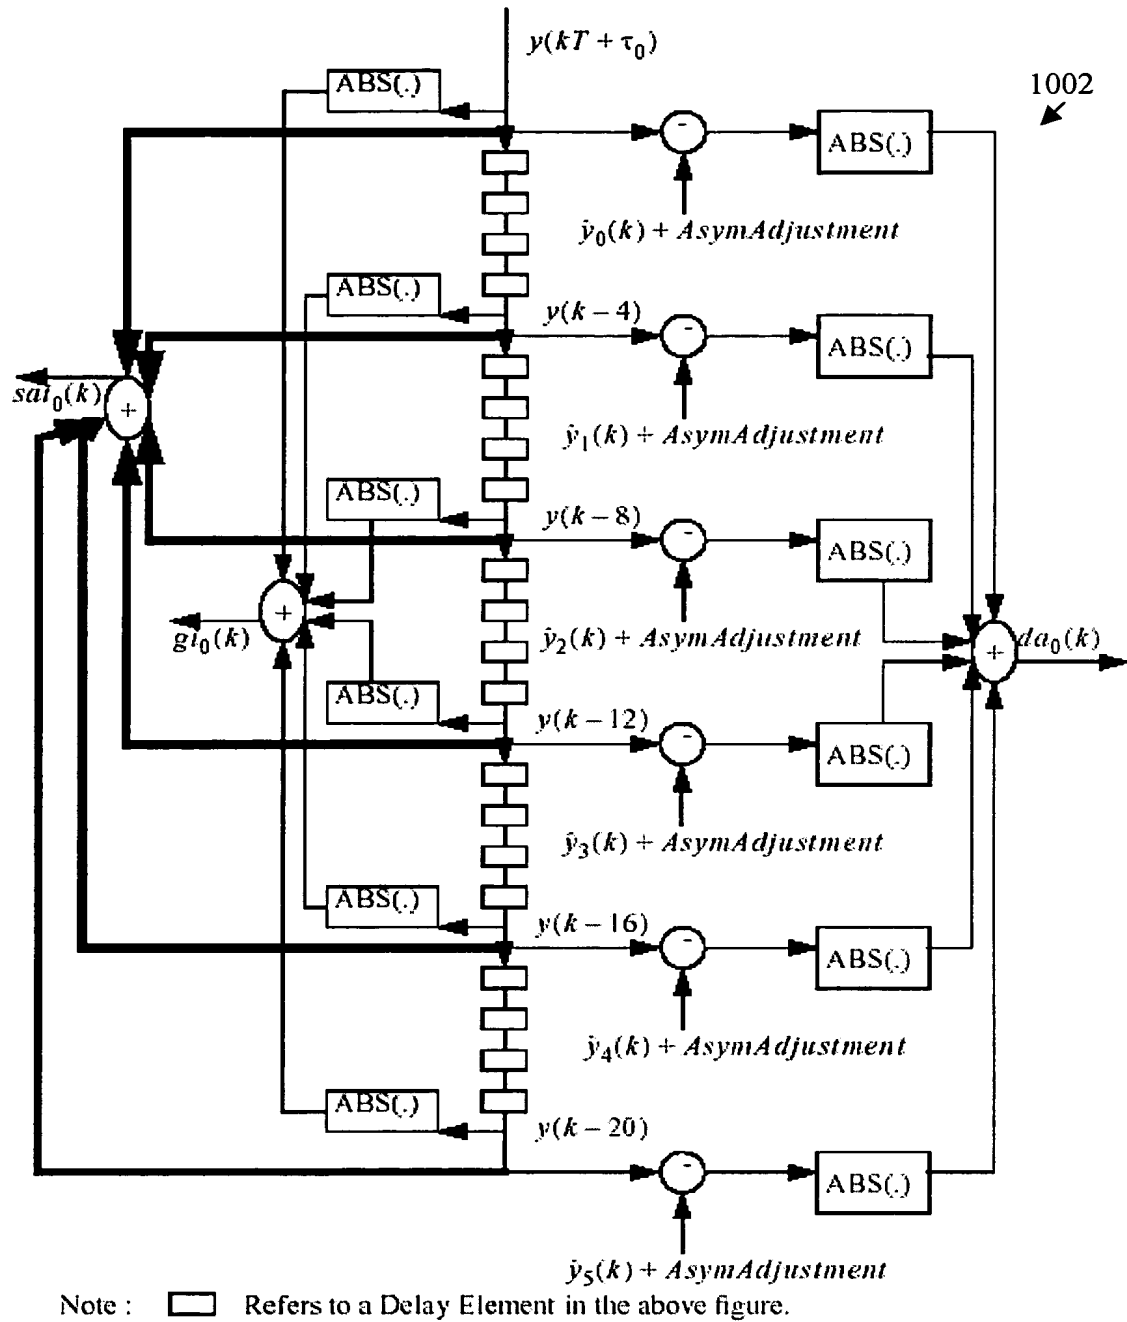 y(kT + τ0)
1002
ABS(.)
ABS(.)
-
ŷ0(k) + AsymAdjustment
ABS(.)
y(k − 4)
-
ABS(.)
sat0(k)
+
ŷ1(k) + AsymAdjustment
ABS(.)
y(k − 8)
-
ABS(.)
+
gt0(k)
ŷ2(k) + AsymAdjustment
+
da0(k)
ABS(.)
y(k − 12)
-
ABS(.)
ŷ3(k) + AsymAdjustment
ABS(.)
y(k − 16)
-
ABS(.)
ŷ4(k) + AsymAdjustment
ABS(.)
y(k − 20)
-
ABS(.)
ŷ5(k) + AsymAdjustment
Note : Refers to a Delay Element in the above figure.